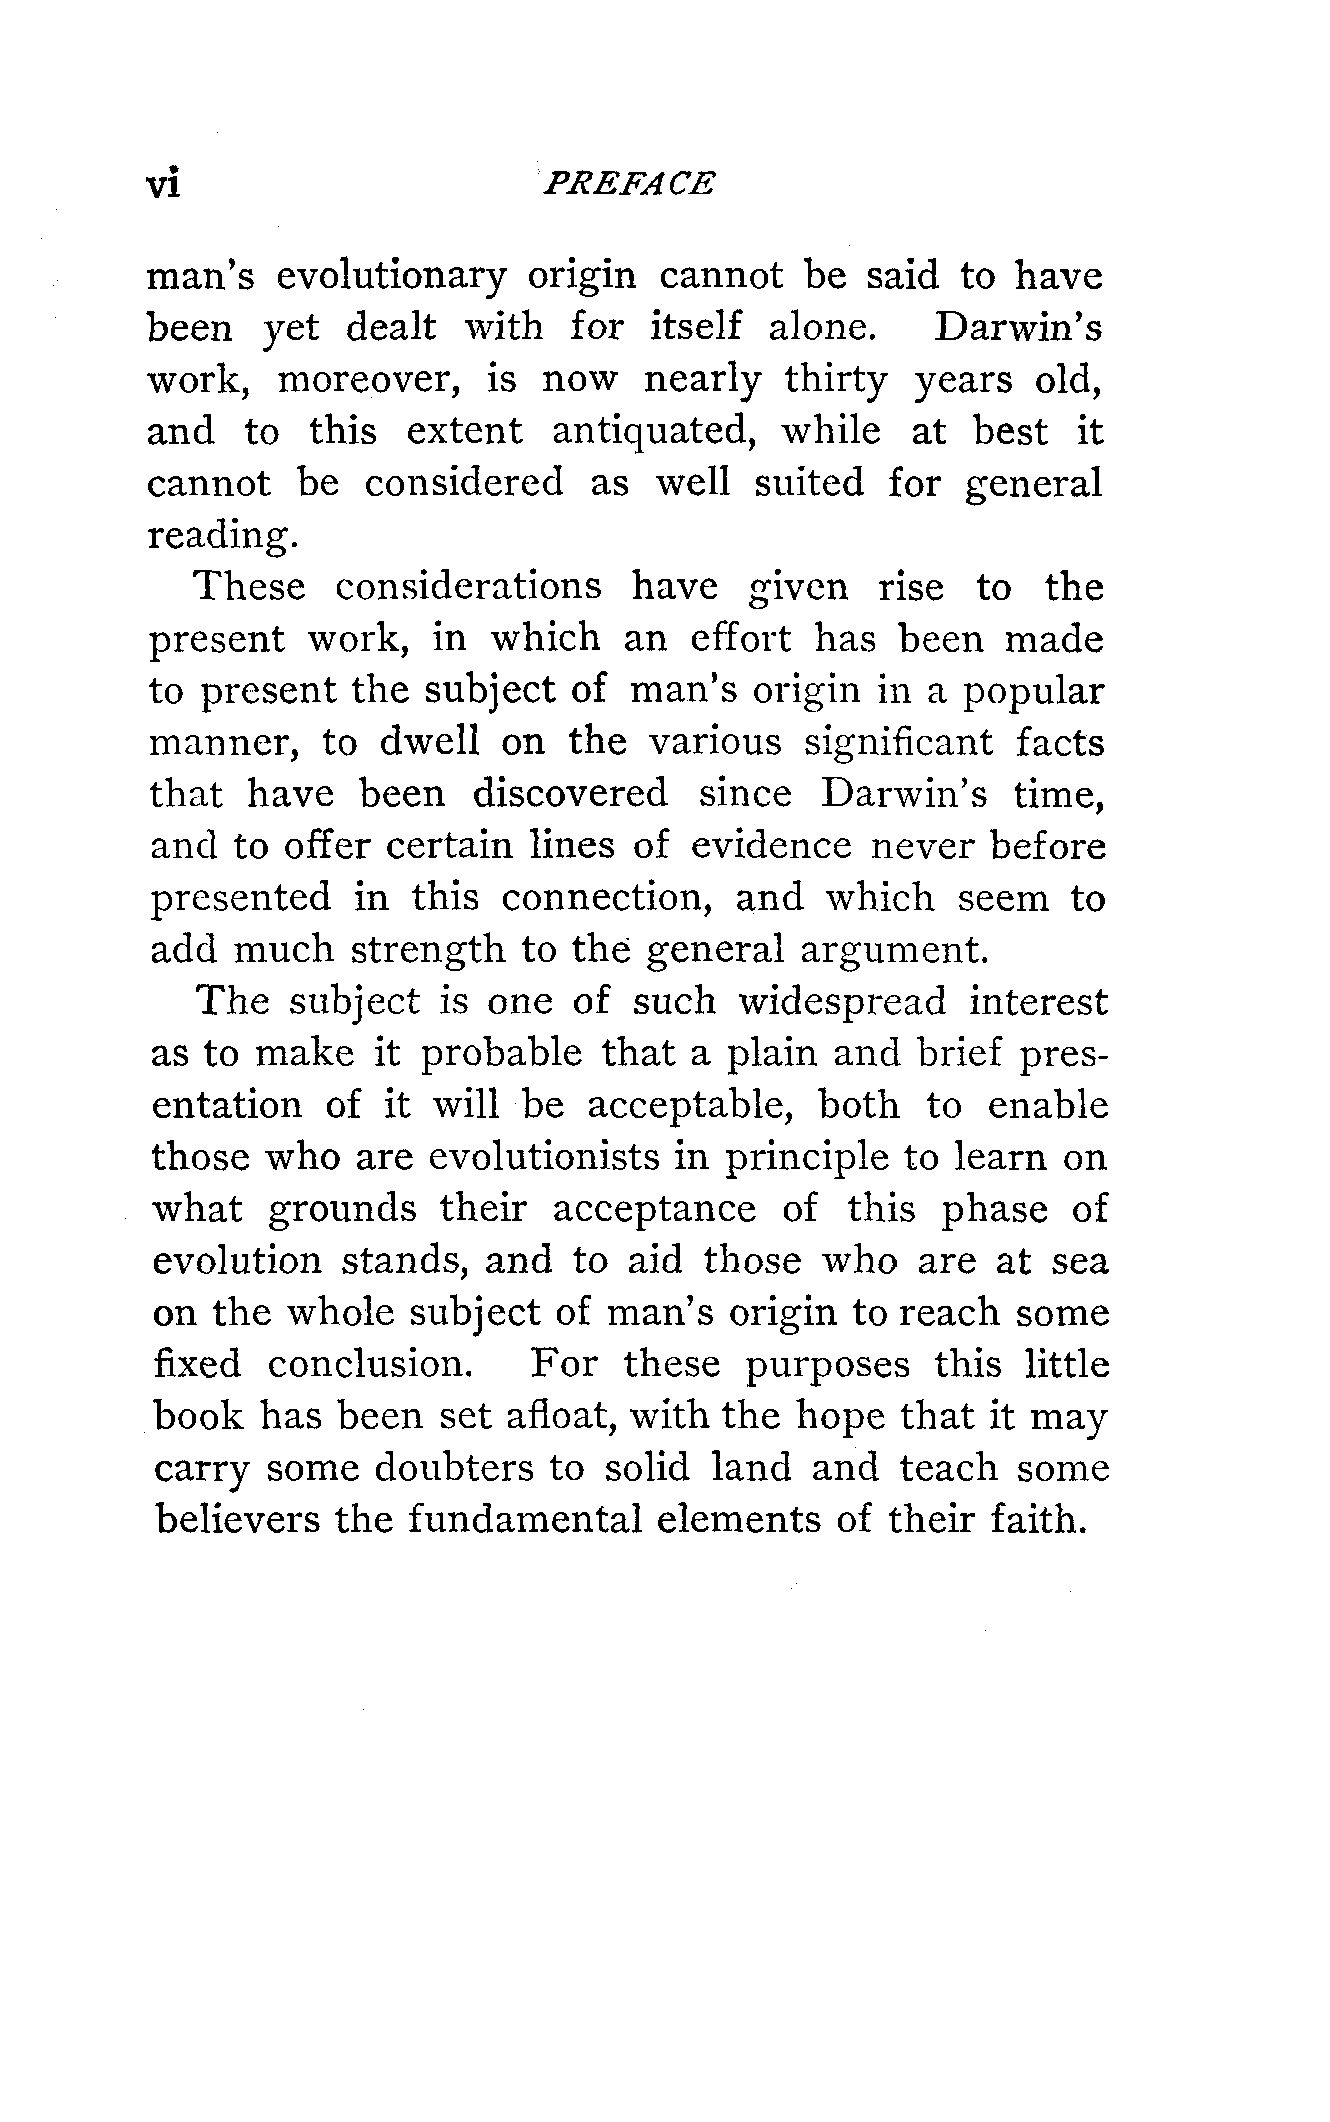 vi PREFACE
man's evolutionary origin cannot be said to have
been yet dealt with for itself alone. Darwin's
work, moreover, is now nearly thirty years old,
and to this extent antiquated, while at best it
cannot be considered as well suited for general
reading.
These considerations have given rise to the
present work, in which an effort has been made
to present the subject of man's origin in a popular
manner, to dwell on the various significant facts
that have been discovered since Darwin's time,
and to offer certain lines of evidence never before
presented in this connection, and which seem to
add much strength to the general argument.
The subject is one of such widespread interest
as to make it probable that a plain and brief pres-
entation of it will be acceptable, both to enable
those who are evolutionists in principle to learn on
what grounds their acceptance of this phase of
evolution stands, and to aid those who are at sea
on the whole subject of man's origin to reach some
fixed conclusion. For these purposes this little
book has been set afloat, with the hope that it may
carry some doubters to solid land and teach some
believers the fundamental elements of their faith.